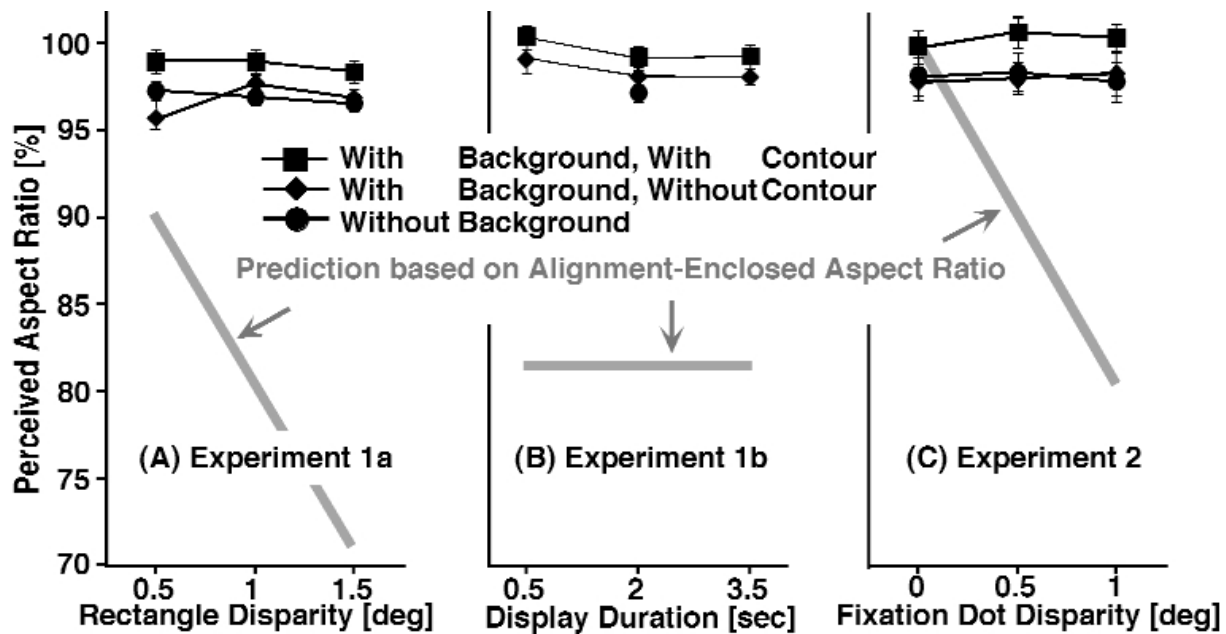 Perceived Aspect Ratio [%]
100
95
90
85
80
75
70
With Background, With Contour
With Background, Without Contour
Without Background
Prediction based on Alignment-Enclosed Aspect Ratio
(A) Experiment 1a
(B) Experiment 1b
(C) Experiment 2
0.5 1 1.5
0.5 2 3.5
0 0.5 1
Rectangle Disparity [deg]
Display Duration [sec]
Fixation Dot Disparity [deg]